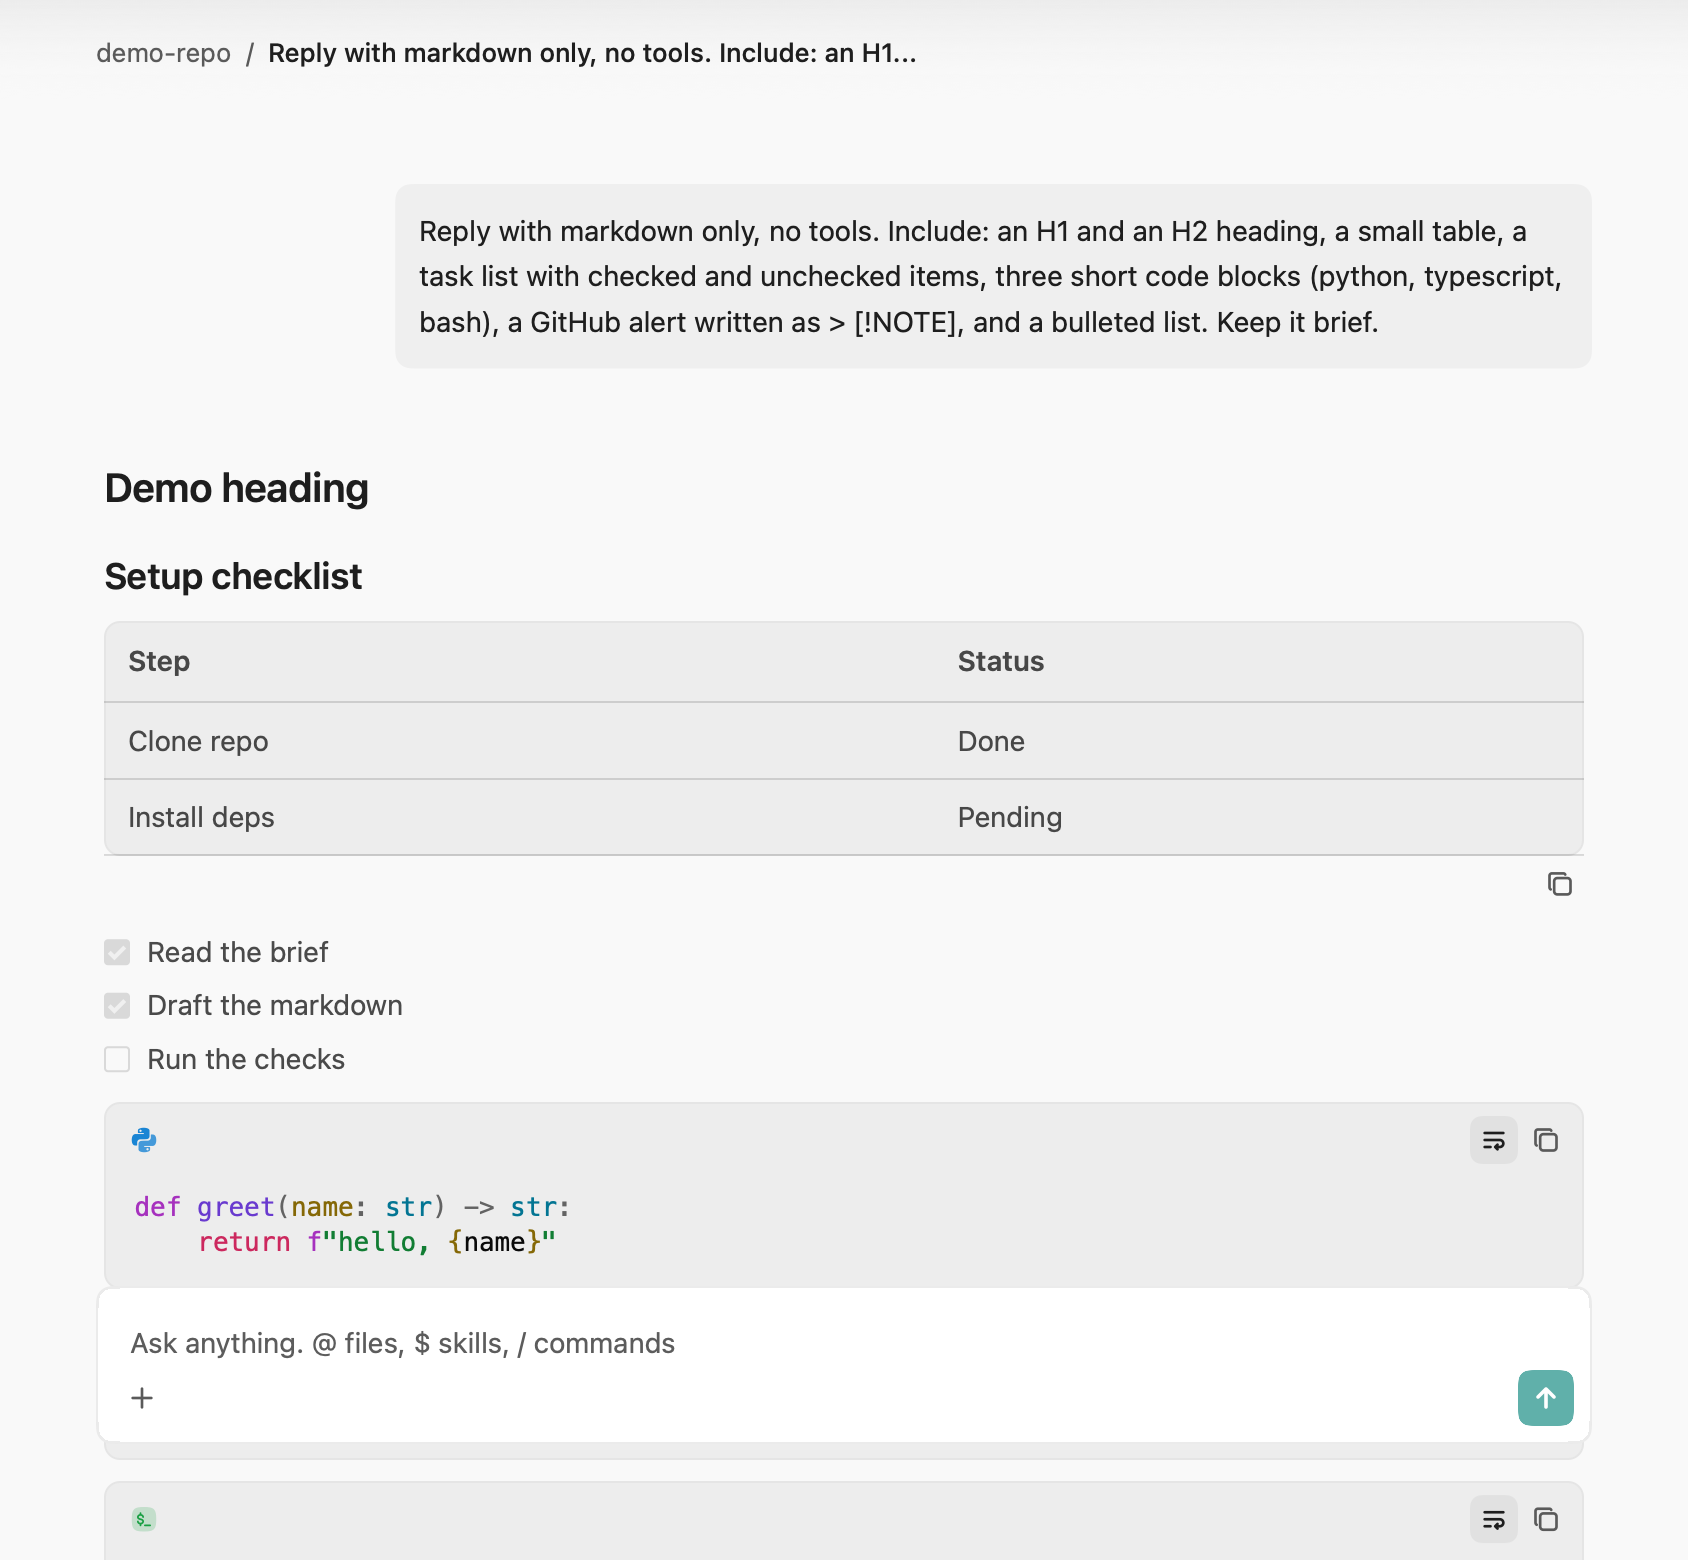 demo-repo / Reply with markdown only, no tools. Include: an H1...
Reply with markdown only, no tools. Include: an H1 and an H2 heading, a small table, a
task list with checked and unchecked items, three short code blocks (python, typescript,
bash), a GitHub alert written as > [!NOTE], and a bulleted list. Keep it brief.
Demo heading
Setup checklist
Step Status
Clone repo Done
Install deps Pending
Read the brief
Draft the markdown
Run the checks
def greet(name: str) -> str:
    return f"hello, {name}"
Ask anything. @ files, $ skills, / commands
$_